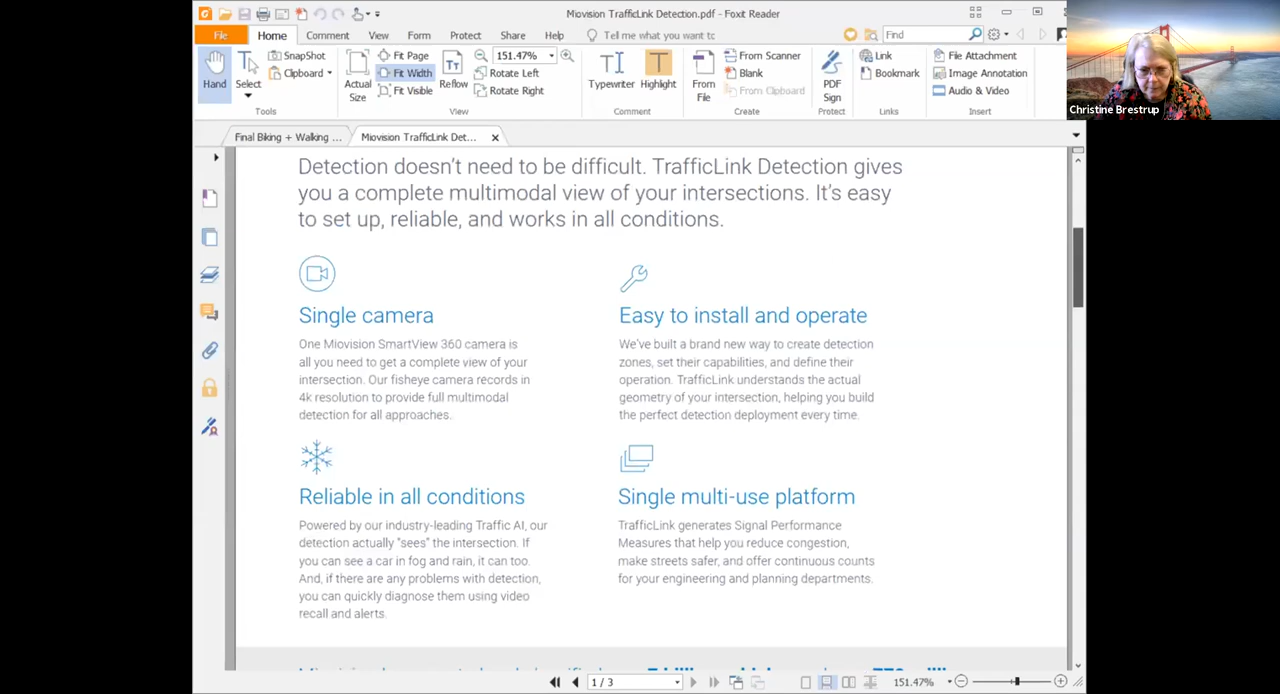 Miovision TrafficLink Detection.pdf - Foxit Reader
File Home Comment View Form Protect Share Help Tell me what you want to Find
Hand
Select
SnapShot
Clipboard
Tools
Actual Size
Fit Page
Fit Width
Fit Visible
Reflow
151.47%
Rotate Left
Rotate Right
View
Typewriter
Highlight
Comment
From File
From Scanner
Blank
From Clipboard
Create
PDF Sign
Protect
Link
Bookmark
Links
File Attachment
Image Annotation
Audio & Video
Insert
Christine Brestrup
Final Biking + Walking ... Miovision TrafficLink Det...
Detection doesn't need to be difficult. TrafficLink Detection gives
you a complete multimodal view of your intersections. It's easy
to set up, reliable, and works in all conditions.
Single camera
One Miovision SmartView 360 camera is
all you need to get a complete view of your
intersection. Our fisheye camera records in
4k resolution to provide full multimodal
detection for all approaches.
Easy to install and operate
We've built a brand new way to create detection
zones, set their capabilities, and define their
operation. TrafficLink understands the actual
geometry of your intersection, helping you build
the perfect detection deployment every time.
Reliable in all conditions
Powered by our industry-leading Traffic AI, our
detection actually "sees" the intersection. If
you can see a car in fog and rain, it can too.
And, if there are any problems with detection,
you can quickly diagnose them using video
recall and alerts.
Single multi-use platform
TrafficLink generates Signal Performance
Measures that help you reduce congestion,
make streets safer, and offer continuous counts
for your engineering and planning departments.
1 / 3
151.47%